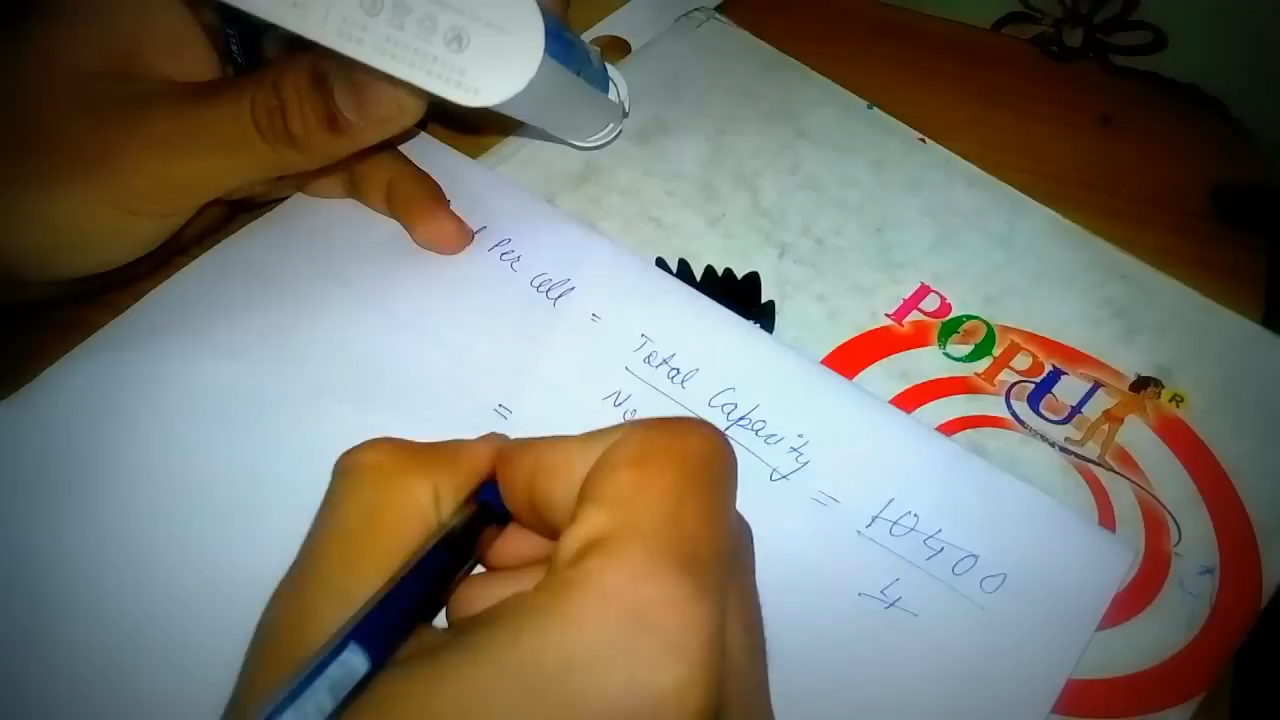 Per Cell = Total Capacity = 10400
No 4
=
POPU
R